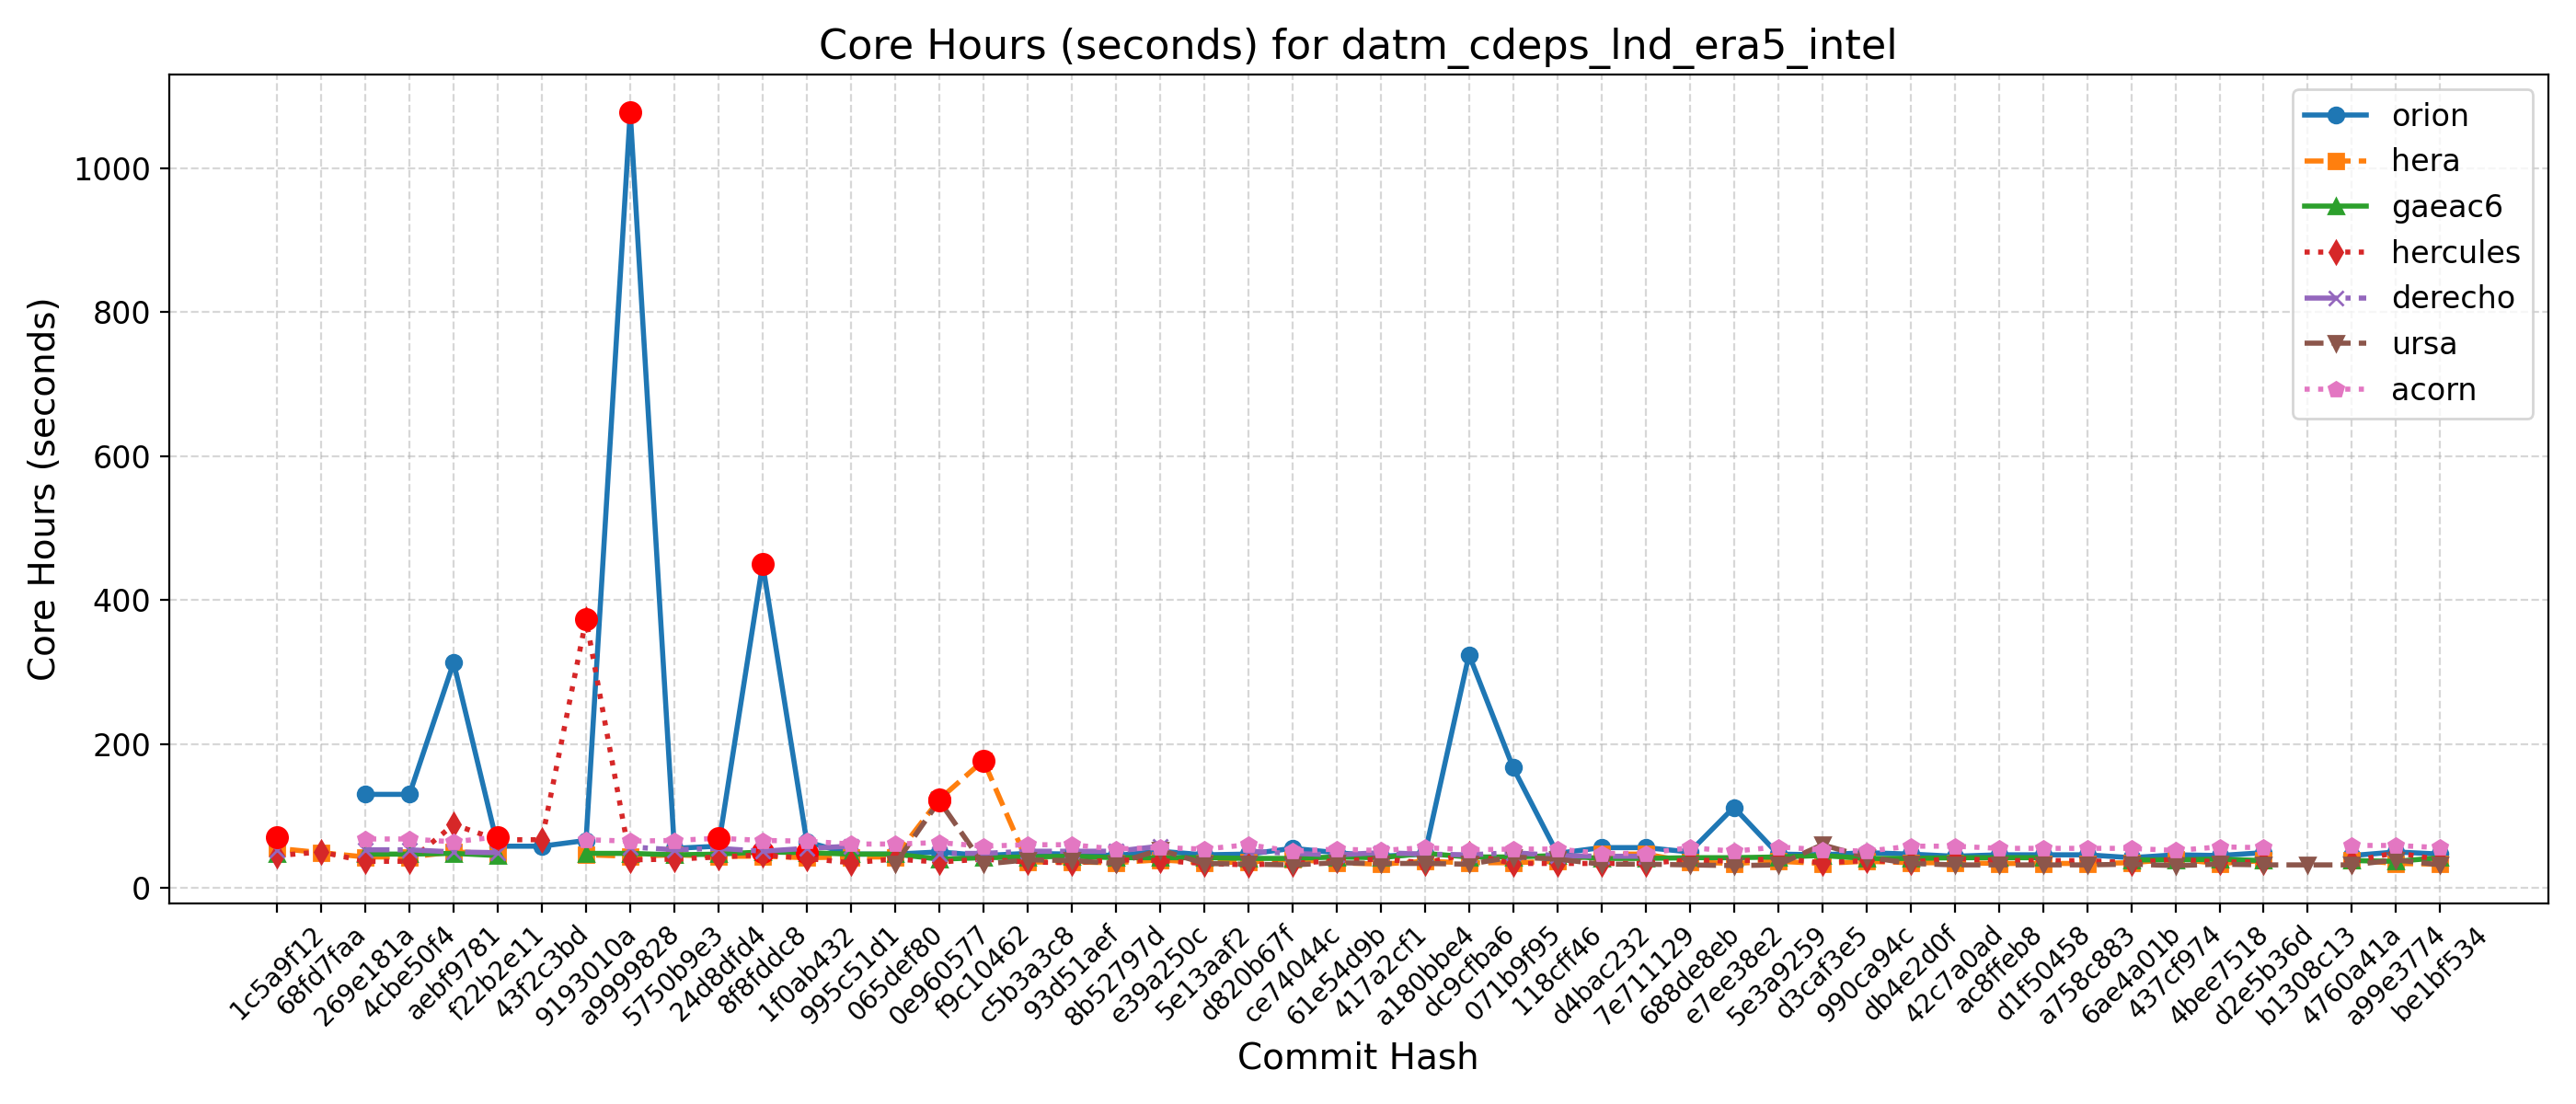 Core Hours (seconds) for datm_cdeps_lnd_era5_intel
Core Hours (seconds)
1000
800
600
400
200
0
orion
hera
gaeac6
hercules
derecho
ursa
acorn
1c5a9f12
68fd7faa
269e181a
4cbe50f4
aebf9781
f22b2e11
43f2c3bd
9193010a
a9999828
5750b9e3
24d8dfd4
8f8fddc8
1f0ab432
995c51d1
065def80
0e960577
f9c10462
c5b3a3c8
93d51aef
8b52797d
e39a250c
5e13aaf2
d820b67f
ce74044c
61e54d9b
417a2cf1
a180bbe4
dc9cfba6
071b9f95
118cff46
d4bac232
7e711129
688de8eb
e7ee38e2
5e3a9259
d3caf3e5
990ca94c
db4e2d0f
42c7a0ad
ac8ffeb8
d1f50458
a758c883
6ae4a01b
437cf974
4bee7518
d2e5b36d
b1308c13
4760a41a
a99e3774
be1bf534
Commit Hash